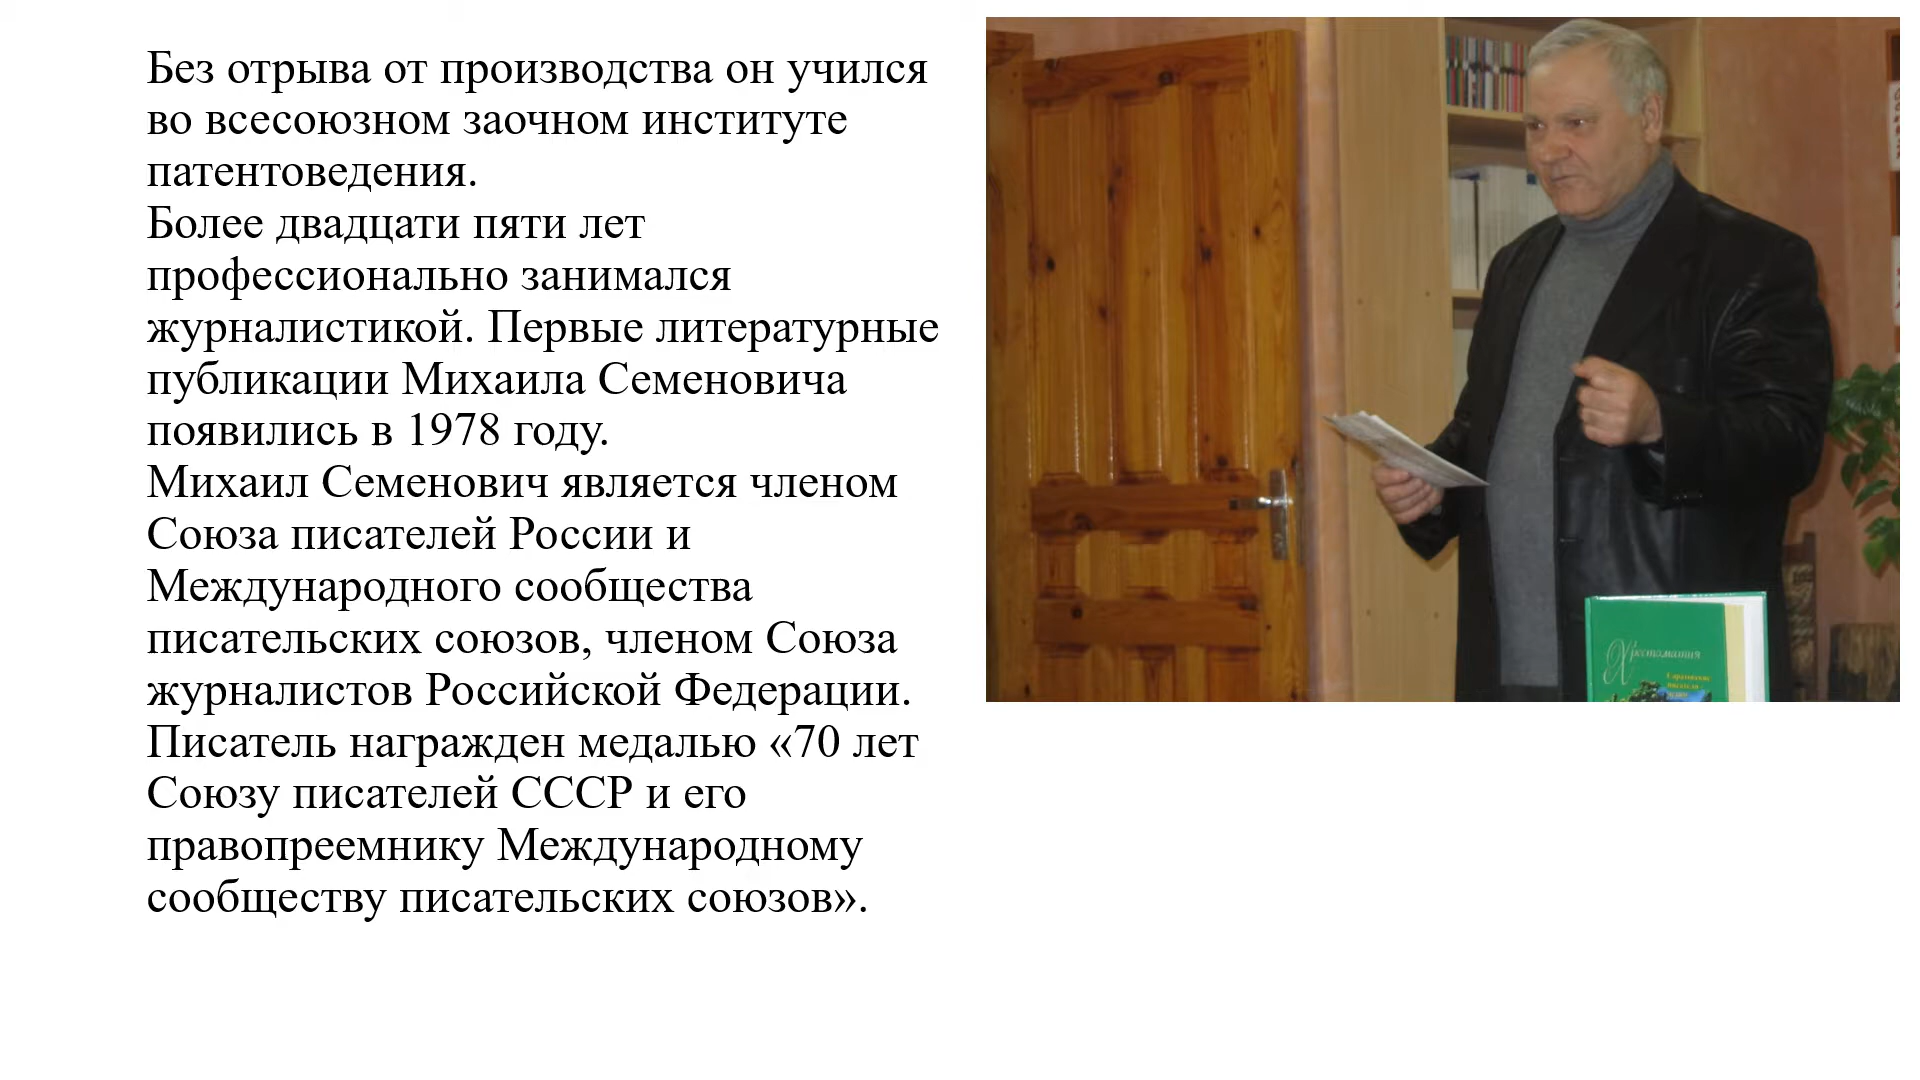 Без отрыва от производства он учился
во всесоюзном заочном институте
патентоведения.
Более двадцати пяти лет
профессионально занимался
журналистикой. Первые литературные
публикации Михаила Семеновича
появились в 1978 году.
Михаил Семенович является членом
Союза писателей России и
Международного сообщества
писательских союзов, членом Союза
журналистов Российской Федерации.
Писатель награжден медалью «70 лет
Союзу писателей СССР и его
правопреемнику Международному
сообществу писательских союзов».
Хрестоматия